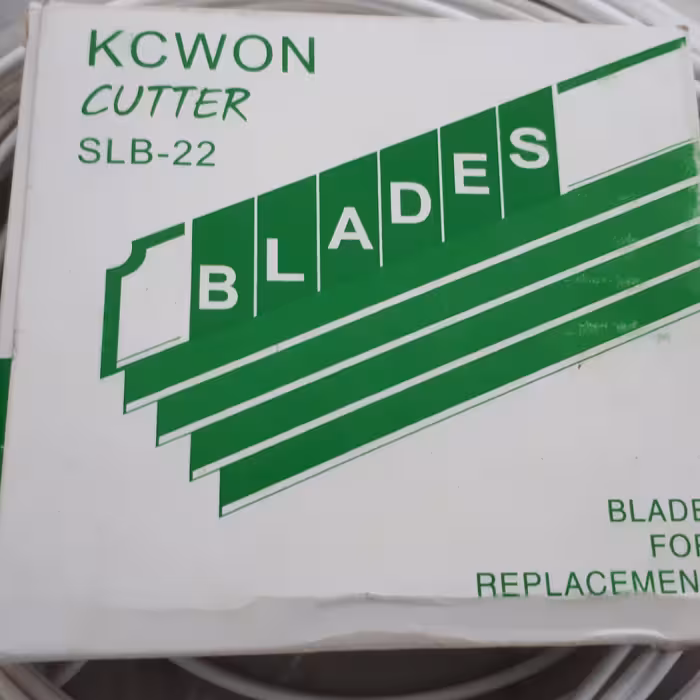 KCWON
CUTTER
SLB-22
BLADES
BLADE
FOR
REPLACEMEN